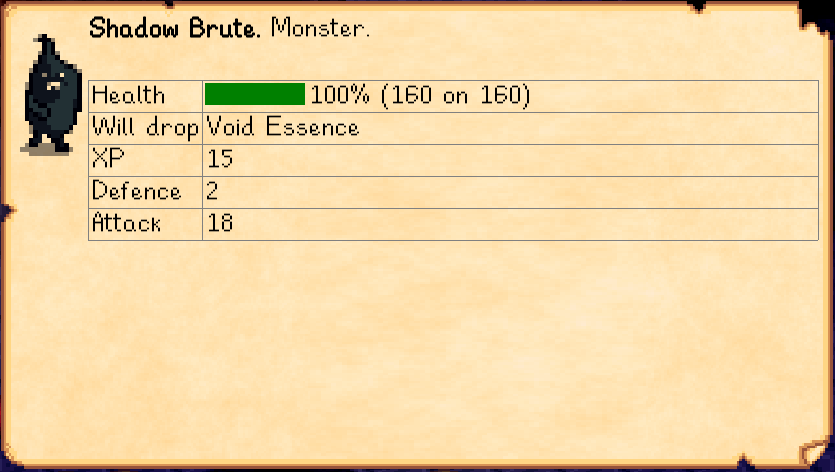 Shadow Brute. Monster.
Health 100% (160 on 160)
Will drop Void Essence
XP 15
Defence 2
Attack 18